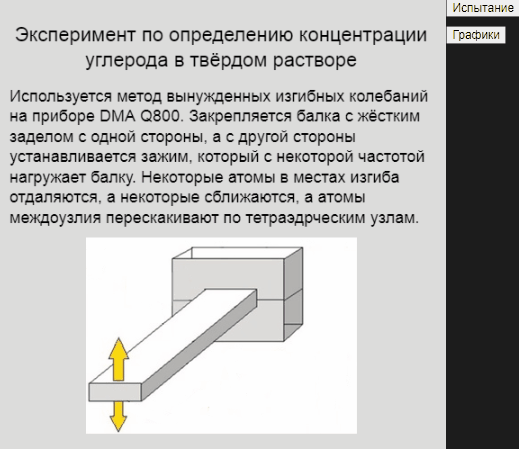 Эксперимент по определению концентрации
углерода в твёрдом растворе
Используется метод вынужденных изгибных колебаний
на приборе DMA Q800. Закрепляется балка с жёстким
заделом с одной стороны, а с другой стороны
устанавливается зажим, который с некоторой частотой
нагружает балку. Некоторые атомы в местах изгиба
отдаляются, а некоторые сближаются, а атомы
междоузлия перескакивают по тетраэдрческим узлам.
Испытание
Графики